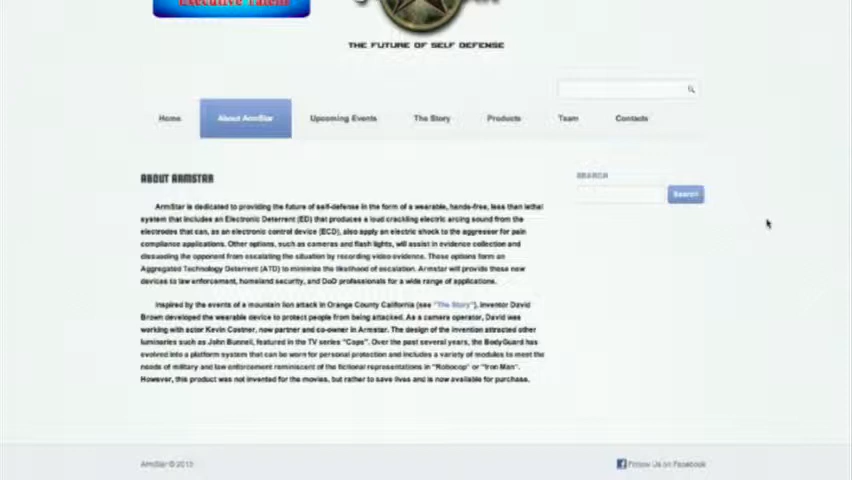 Executive Talent
THE FUTURE OF SELF DEFENSE
Home
About ArmStar
Upcoming Events
The Story
Products
Team
Contacts
ABOUT ARMSTAR
ArmStar is dedicated to providing the future of self-defense in the form of a wearable, hands-free, less than lethal
system that includes an Electronic Deterrent (ED) that produces a loud crackling electric arcing sound from the
electrodes that can, as an electronic control device (ECD), also apply an electric shock to the aggressor for pain
compliance applications. Other options, such as cameras and flash lights, will assist in evidence collection and
dissuading the opponent from escalating the situation by recording video evidence. These options form an
Aggregated Technology Deterrent (ATD) to minimize the likelihood of escalation. Armstar will provide these new
devices to law enforcement, homeland security, and DoD professionals for a wide range of applications.
Inspired by the events of a mountain lion attack in Orange County California (see "The Story"), inventor David
Brown developed the wearable device to protect people from being attacked. As a camera operator, David was
working with actor Kevin Costner, now partner and co-owner in Armstar. The design of the invention attracted other
luminaries such as John Bunnell, featured in the TV series "Cops". Over the past several years, the BodyGuard has
evolved into a platform system that can be worn for personal protection and includes a variety of modules to meet the
needs of military and law enforcement reminiscent of the fictional representations in "Robocop" or "Iron Man".
However, this product was not invented for the movies, but rather to save lives and is now available for purchase.
SEARCH
Search
ArmStar © 2013
Follow Us on Facebook